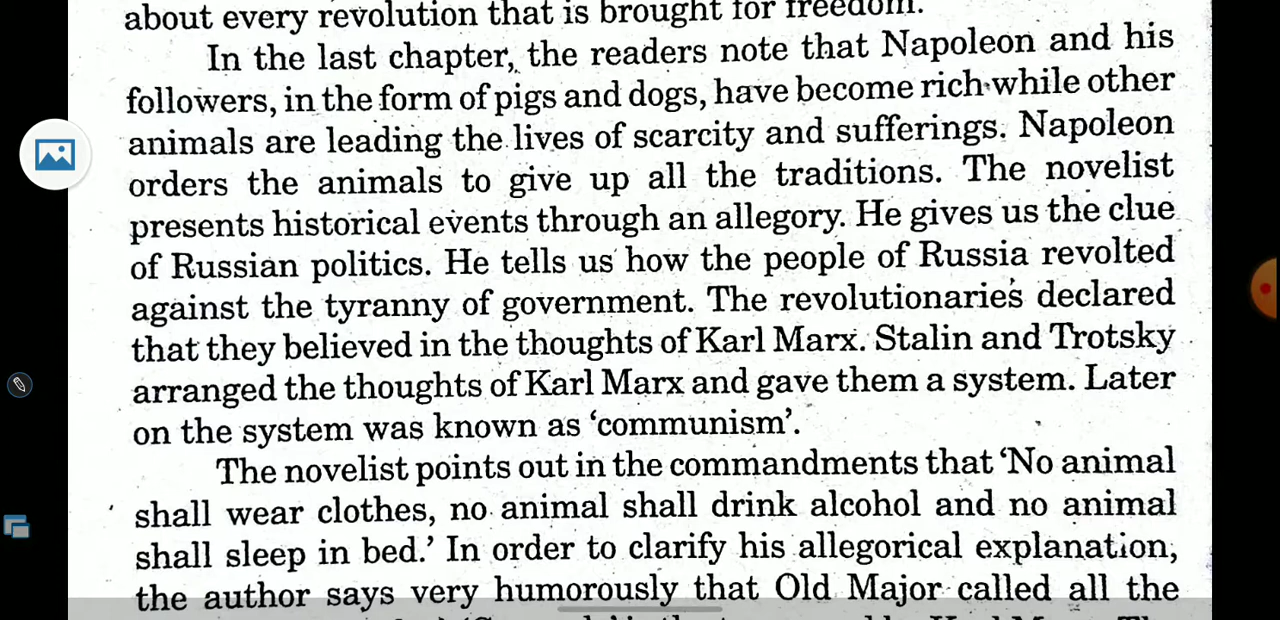 about every revolution that is brought for freedom.
In the last chapter, the readers note that Napoleon and his
followers, in the form of pigs and dogs, have become rich while other
animals are leading the lives of scarcity and sufferings. Napoleon
orders the animals to give up all the traditions. The novelist
presents historical events through an allegory. He gives us the clue
of Russian politics. He tells us how the people of Russia revolted
against the tyranny of government. The revolutionaries declared
that they believed in the thoughts of Karl Marx. Stalin and Trotsky
arranged the thoughts of Karl Marx and gave them a system. Later
on the system was known as ‘communism’.
The novelist points out in the commandments that ‘No animal
shall wear clothes, no animal shall drink alcohol and no animal
shall sleep in bed.’ In order to clarify his allegorical explanation,
the author says very humorously that Old Major called all the